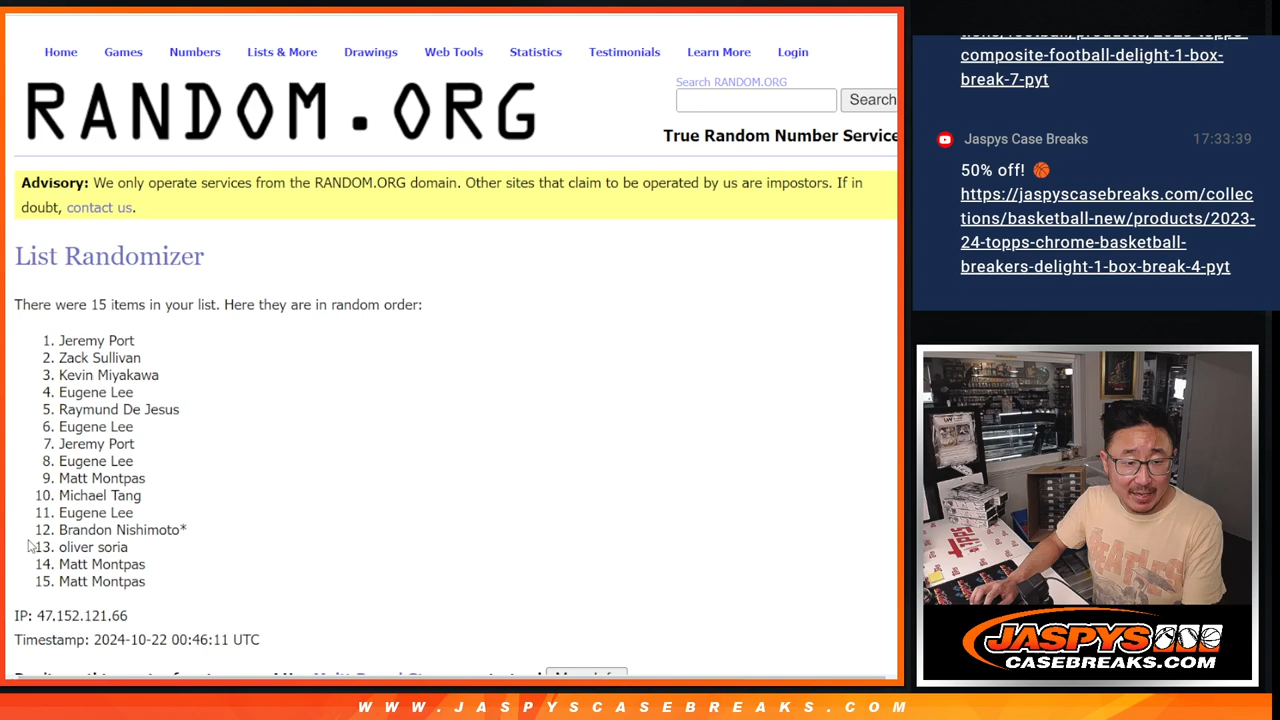 Home Games Numbers Lists & More Drawings Web Tools Statistics Testimonials Learn More Login
RANDOM.ORG
Search RANDOM.ORG
Search
True Random Number Service
Advisory: We only operate services from the RANDOM.ORG domain. Other sites that claim to be operated by us are impostors. If in
doubt, contact us.
List Randomizer
There were 15 items in your list. Here they are in random order:
1. Jeremy Port
2. Zack Sullivan
3. Kevin Miyakawa
4. Eugene Lee
5. Raymund De Jesus
6. Eugene Lee
7. Jeremy Port
8. Eugene Lee
9. Matt Montpas
10. Michael Tang
11. Eugene Lee
12. Brandon Nishimoto*
13. oliver soria
14. Matt Montpas
15. Matt Montpas
IP: 47.152.121.66
Timestamp: 2024-10-22 00:46:11 UTC
composite-football-delight-1-box-
break-7-pyt
Jaspys Case Breaks 17:33:39
50% off! 🏀
https://jaspyscasebreaks.com/collec
tions/basketball-new/products/2023-
24-topps-chrome-basketball-
breakers-delight-1-box-break-4-pyt
BEATLES
topps
JASPYS
CASEBREAKS.COM
WWW.JASPYSCASEBREAKS.COM